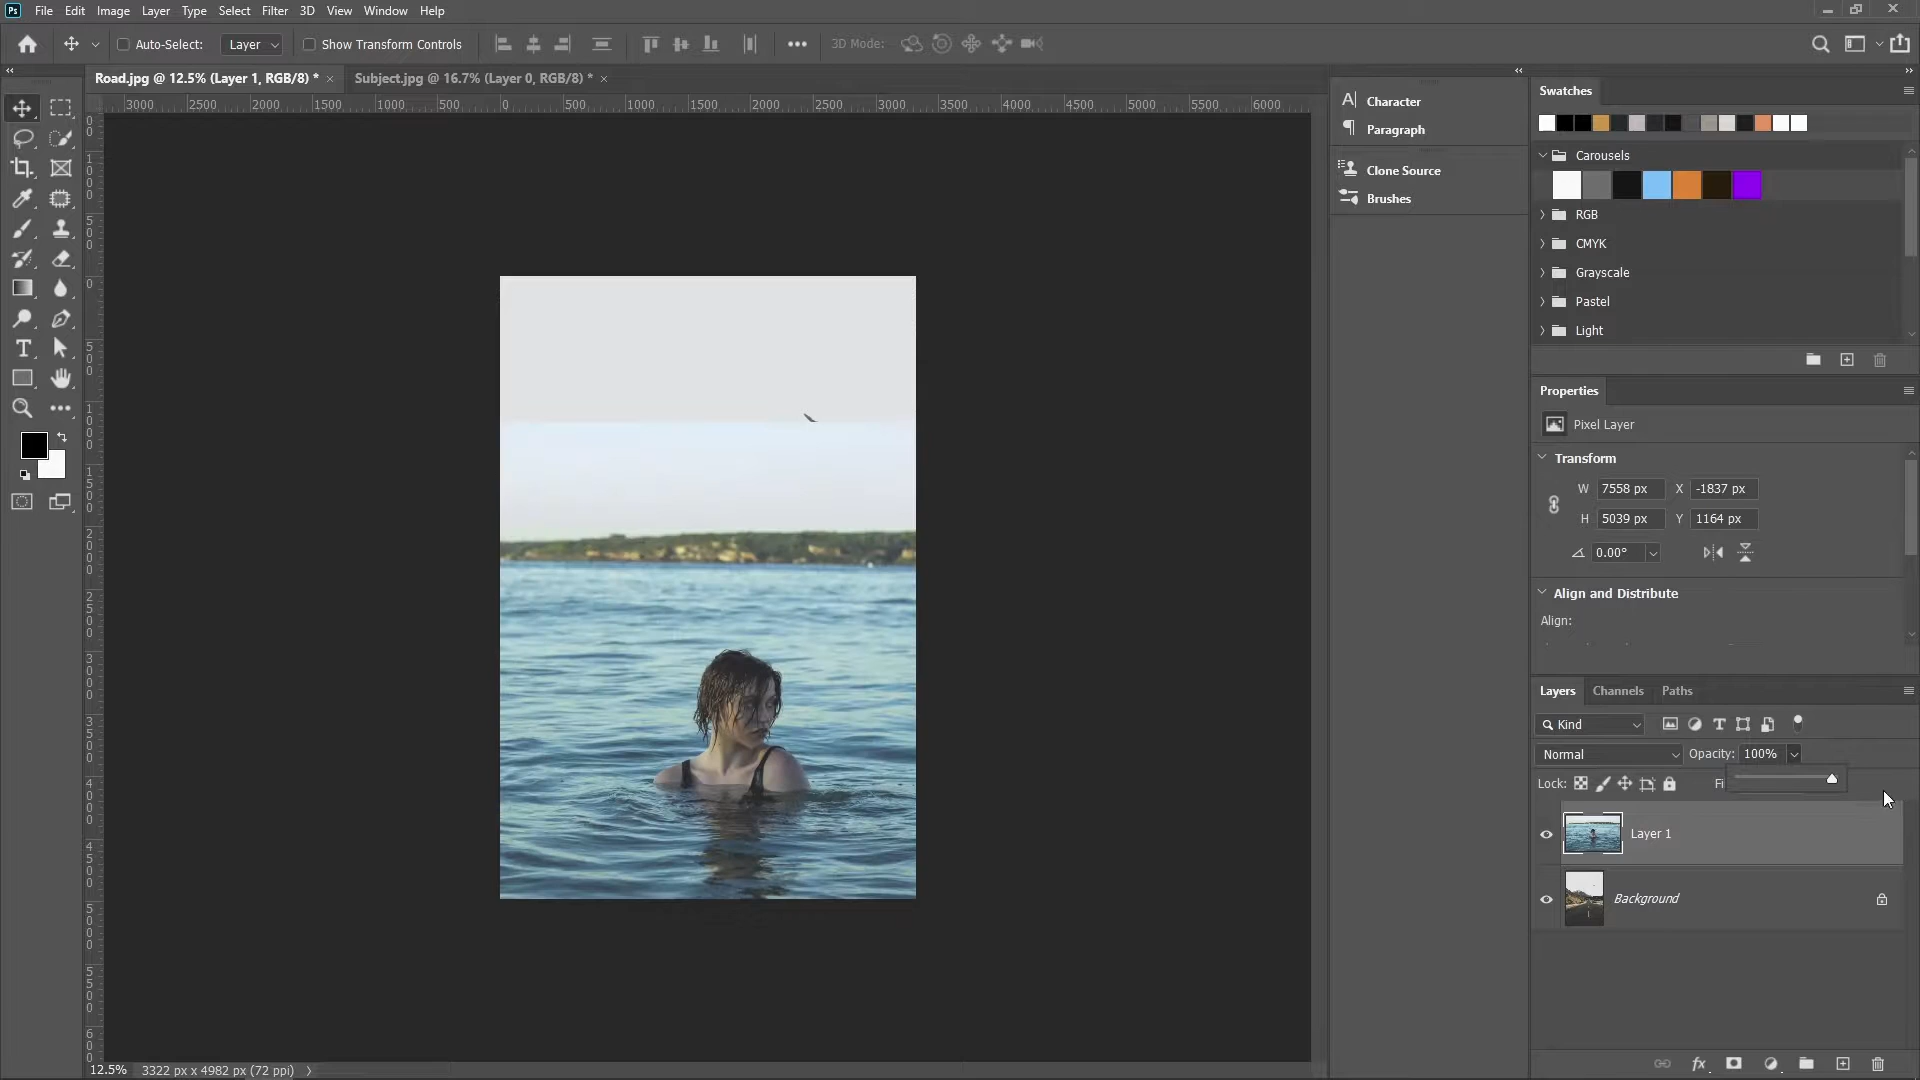 Ps File Edit Image Layer Type Select Filter 3D View Window Help
Auto-Select: Layer Show Transform Controls 3D Mode:
Road.jpg @ 12.5% (Layer 1, RGB/8) * × Subject.jpg @ 16.7% (Layer 0, RGB/8) * ×
3000 2500 2000 1500 1000 500 0 500 1000 1500 2000 2500 3000 3500 4000 4500 5000 5500 6000
Character
Paragraph
Clone Source
Brushes
Swatches
Carousels
RGB
CMYK
Grayscale
Pastel
Light
Properties
Pixel Layer
Transform
W 7558 px X -1837 px
H 5039 px Y 1164 px
0.00°
Align and Distribute
Align:
Layers Channels Paths
Kind
Normal Opacity: 100%
Lock:
Layer 1
Background
12.5% 3322 px x 4982 px (72 ppi)